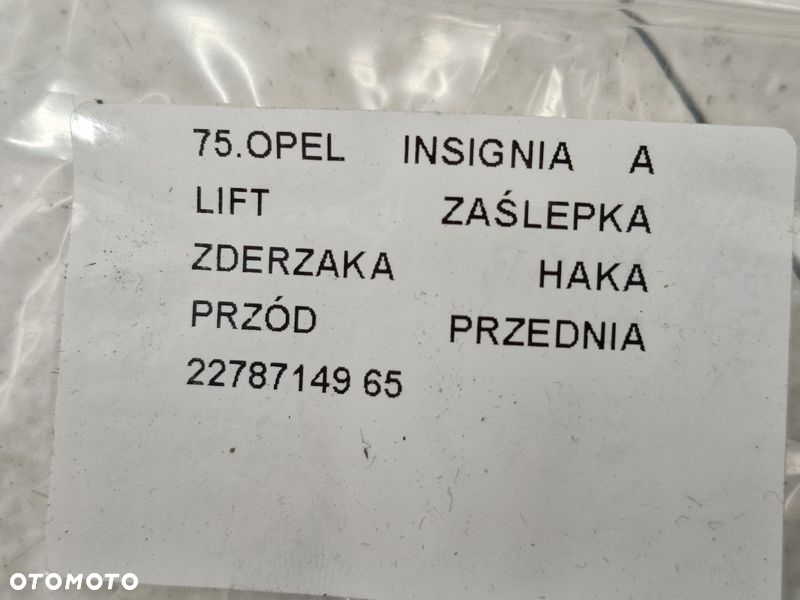 75.OPEL INSIGNIA A
LIFT ZAŚLEPKA
ZDERZAKA HAKA
PRZÓD PRZEDNIA
22787149 65
OTOMOTO